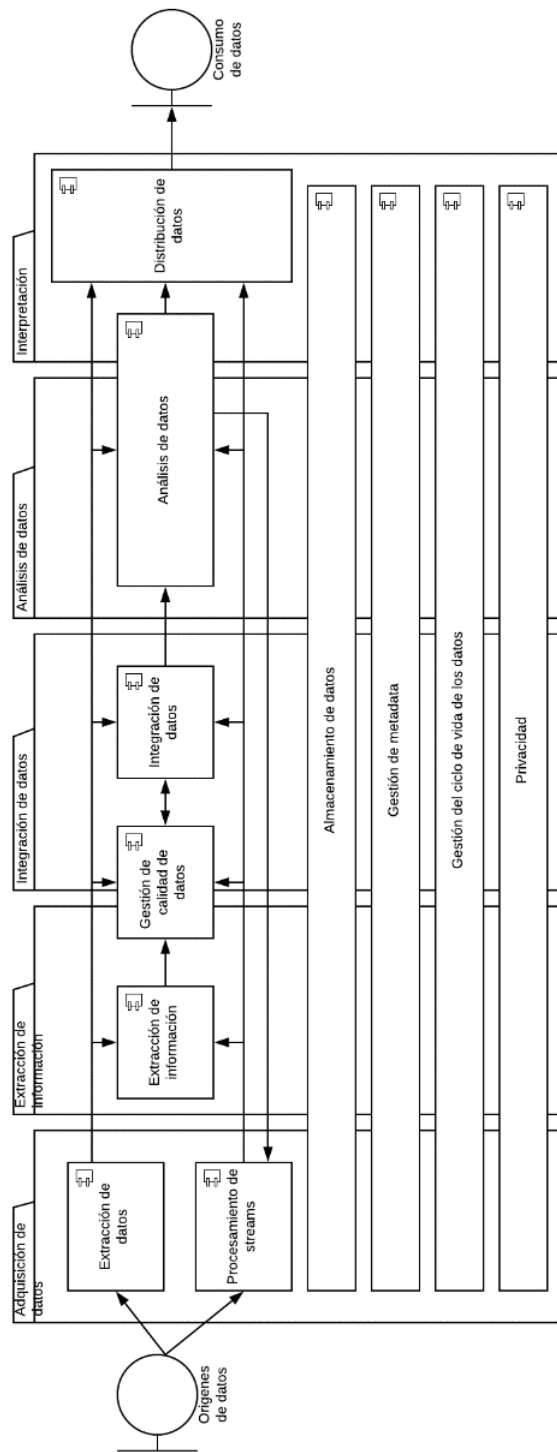 Adquisición de
datos
Extracción de
Información
Integración de datos
Análisis de datos
Interpretación
Orígenes
de datos
Extracción de
datos
Procesamiento de
streams
Extracción de
información
Gestión de
calidad de
datos
Integración de
datos
Análisis de datos
Distribución de
datos
Consumo
de datos
Almacenamiento de datos
Gestión de metadata
Gestión del ciclo de vida de los datos
Privacidad